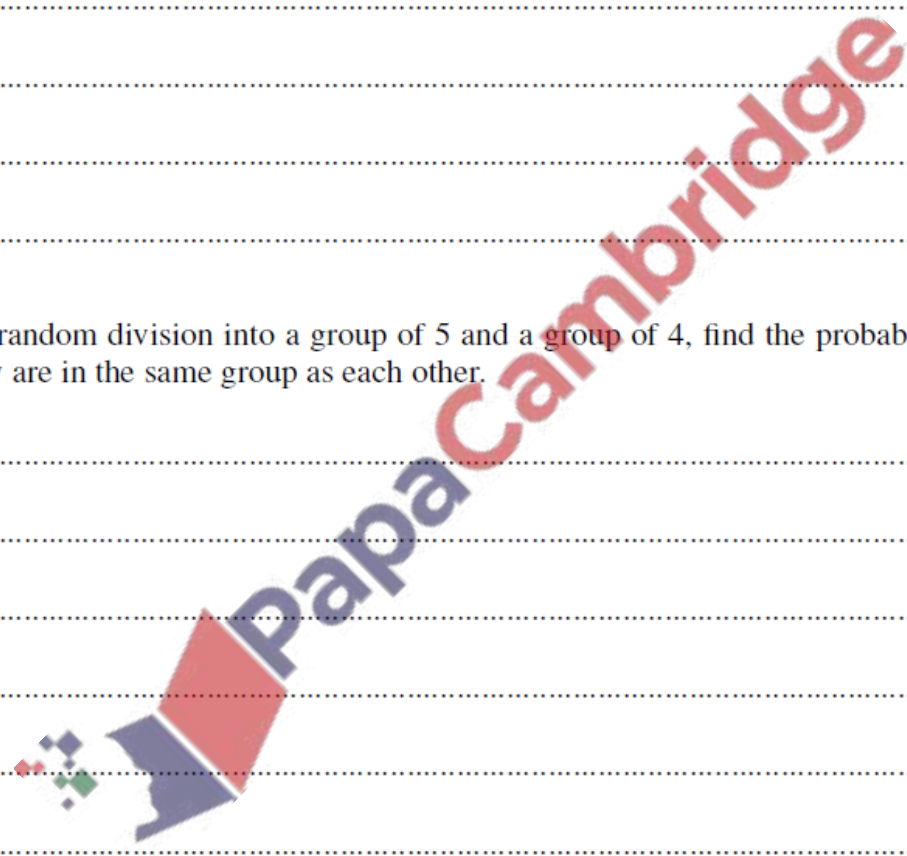 random division into a group of 5 and a group of 4, find the
are in the same group as each other.
PapaCambridge